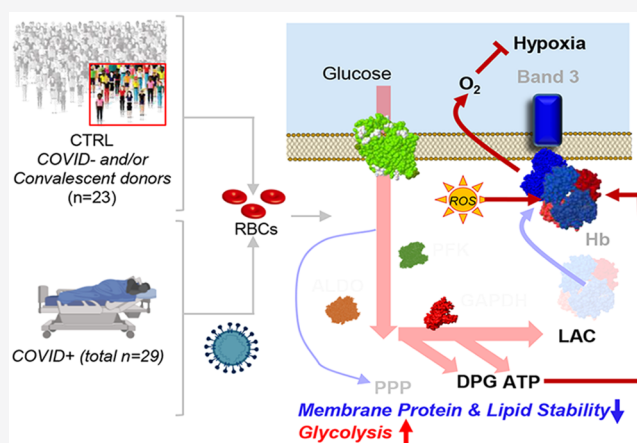 CTRL
COVID- and/or
Convalescent donors
(n=23)
RBCs
COVID+ (total n=29)
Glucose
Hypoxia
O2
Band 3
ROS
Hb
PFK
ALDO
GAPDH
LAC
PPP
DPG ATP
Membrane Protein & Lipid Stability
Glycolysis